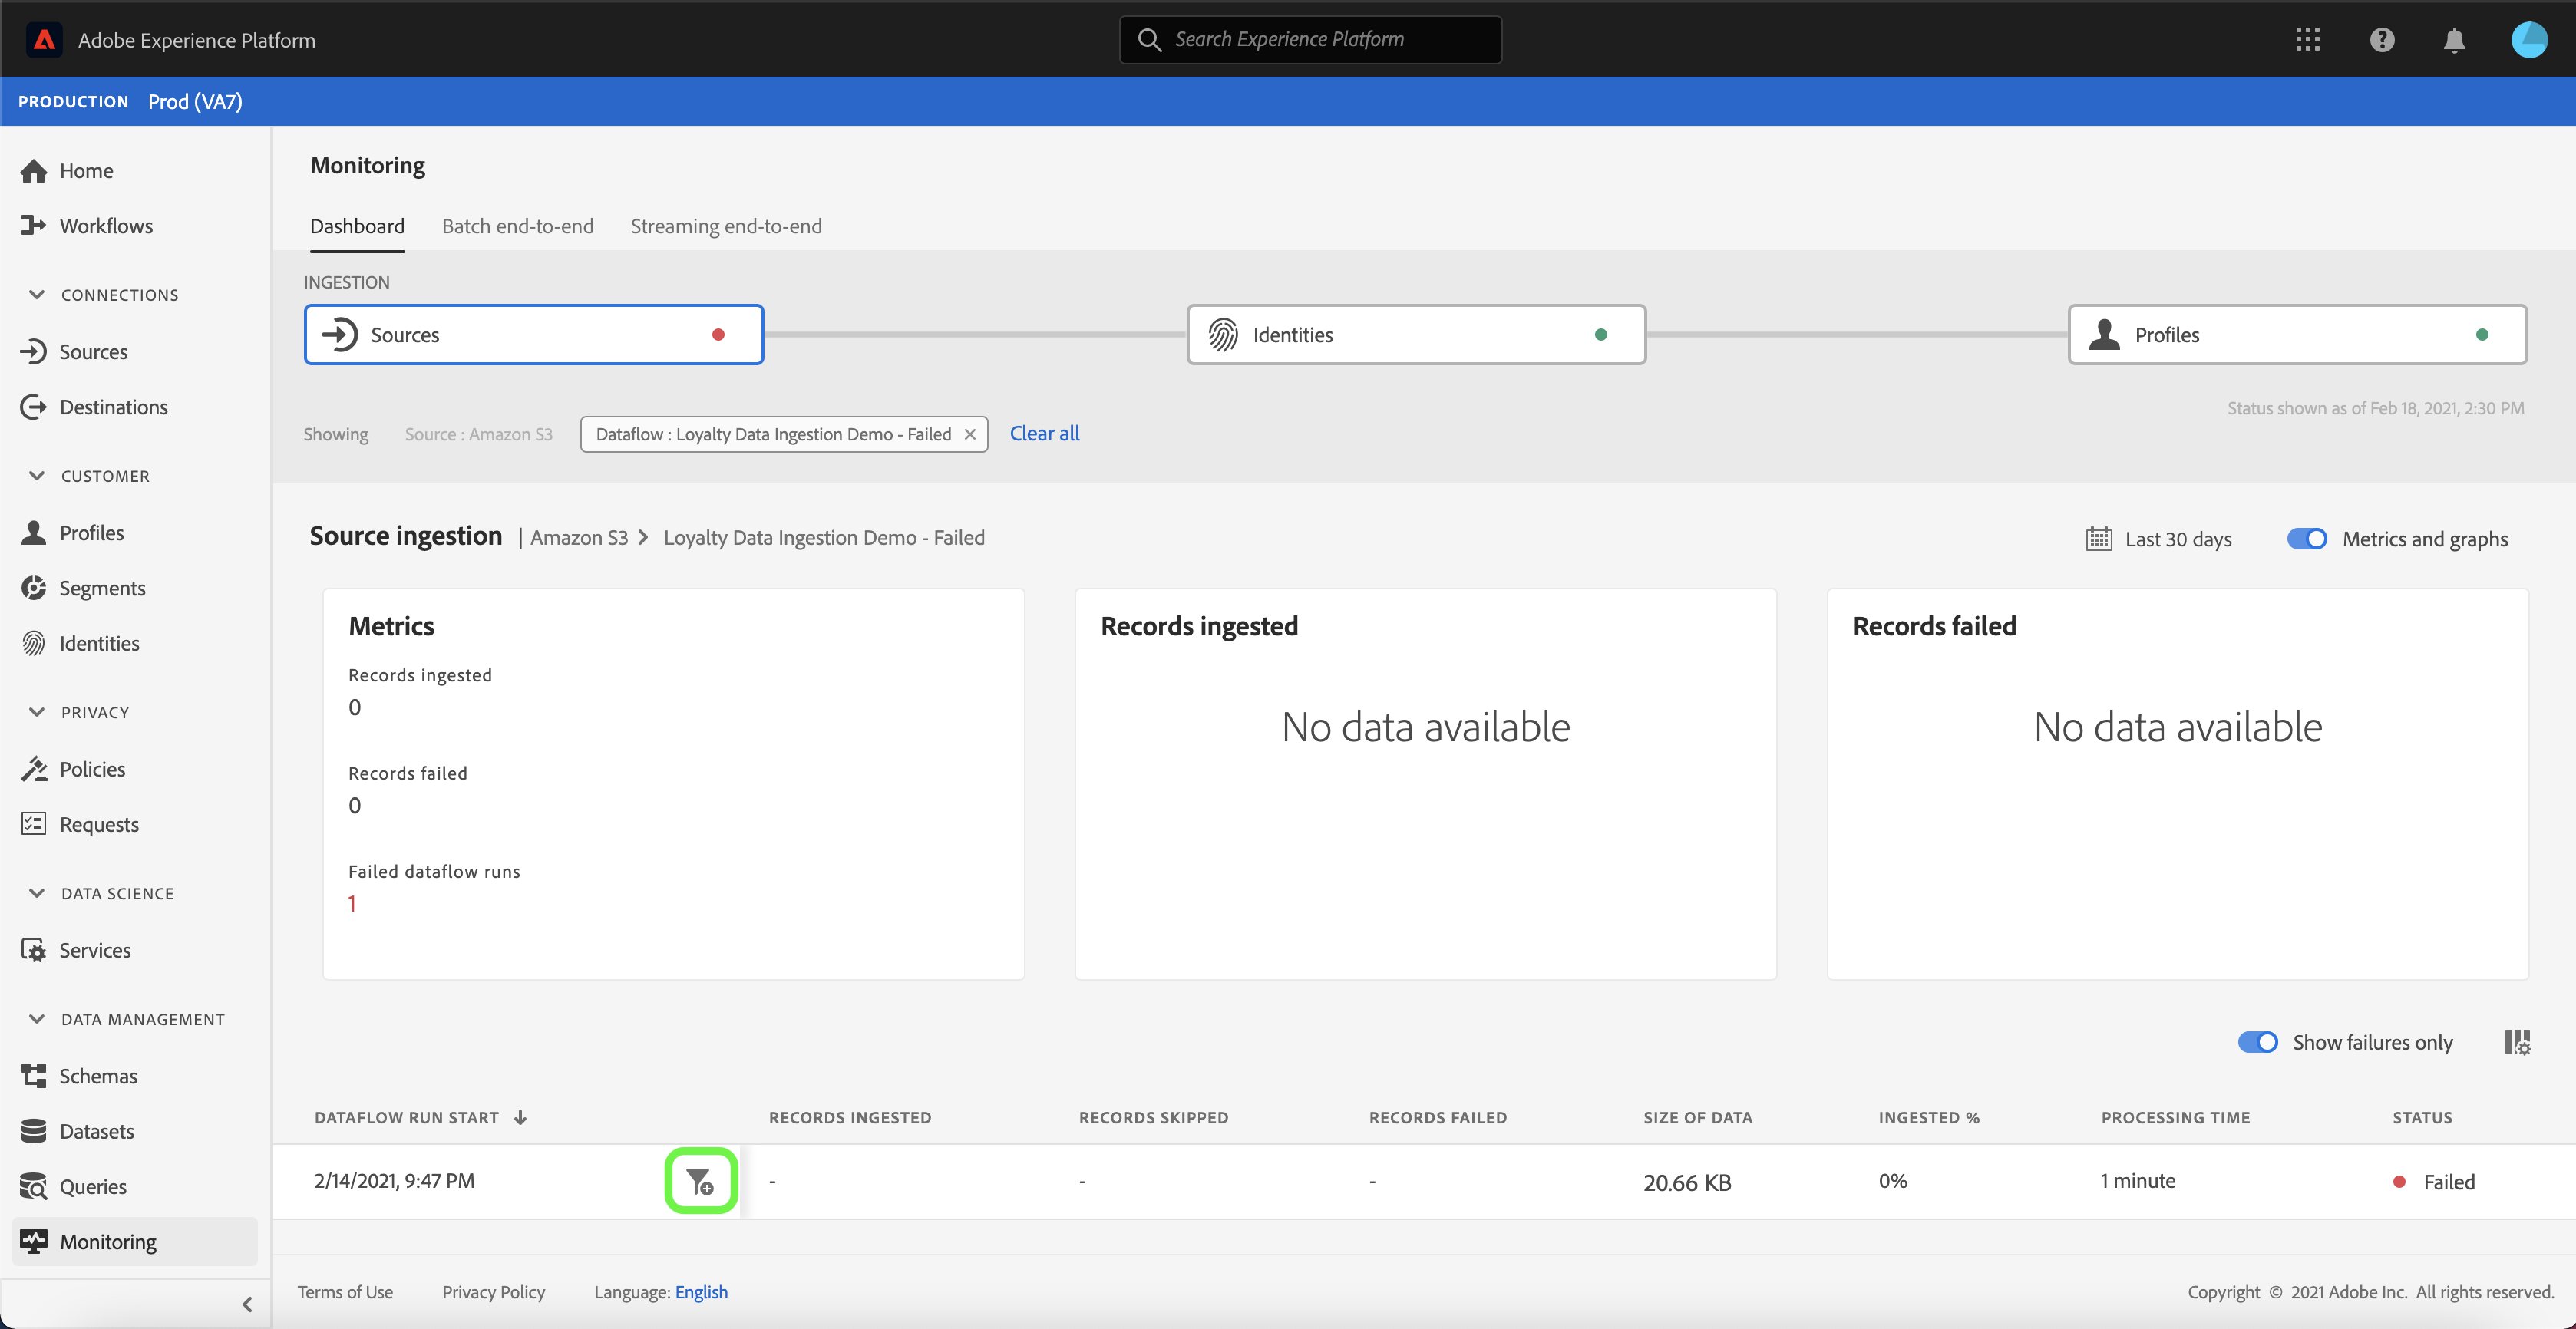 Adobe Experience Platform
Search Experience Platform
PRODUCTION Prod (VA7)
Home
Workflows
CONNECTIONS
Sources
Destinations
CUSTOMER
Profiles
Segments
Identities
PRIVACY
Policies
Requests
DATA SCIENCE
Services
DATA MANAGEMENT
Schemas
Datasets
Queries
Monitoring
Monitoring
Dashboard Batch end-to-end Streaming end-to-end
INGESTION
Sources Identities Profiles
Status shown as of Feb 18, 2021, 2:30 PM
Showing Source : Amazon S3 Dataflow : Loyalty Data Ingestion Demo - Failed Clear all
Source ingestion | Amazon S3 Loyalty Data Ingestion Demo - Failed
Last 30 days Metrics and graphs
Metrics
Records ingested
0
Records failed
0
Failed dataflow runs
1
Records ingested
No data available
Records failed
No data available
Show failures only
DATAFLOW RUN START RECORDS INGESTED RECORDS SKIPPED RECORDS FAILED SIZE OF DATA INGESTED % PROCESSING TIME STATUS
2/14/2021, 9:47 PM - - - 20.66 KB 0% 1 minute Failed
Terms of Use Privacy Policy Language: English
Copyright © 2021 Adobe Inc. All rights reserved.